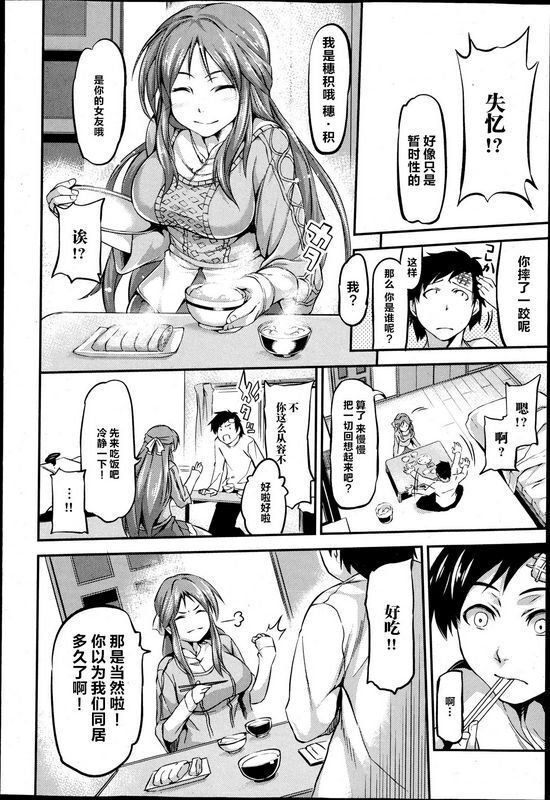 失忆!?
好像只是
暂时性的
你摔了一跤呢
这样
那么 你是谁呢?
我?
我是穗积哦 穗·积
是你的女友哦
诶!?
カタ
嗯!?
啊?
算了 来慢慢
把一切回想起来吧?
不
你这么从容不
好啦好啦
先来吃饭吧
冷静一下!
…!!
啊…
好吃!!
那是当然啦!
你以为我们同居
多久了啊!